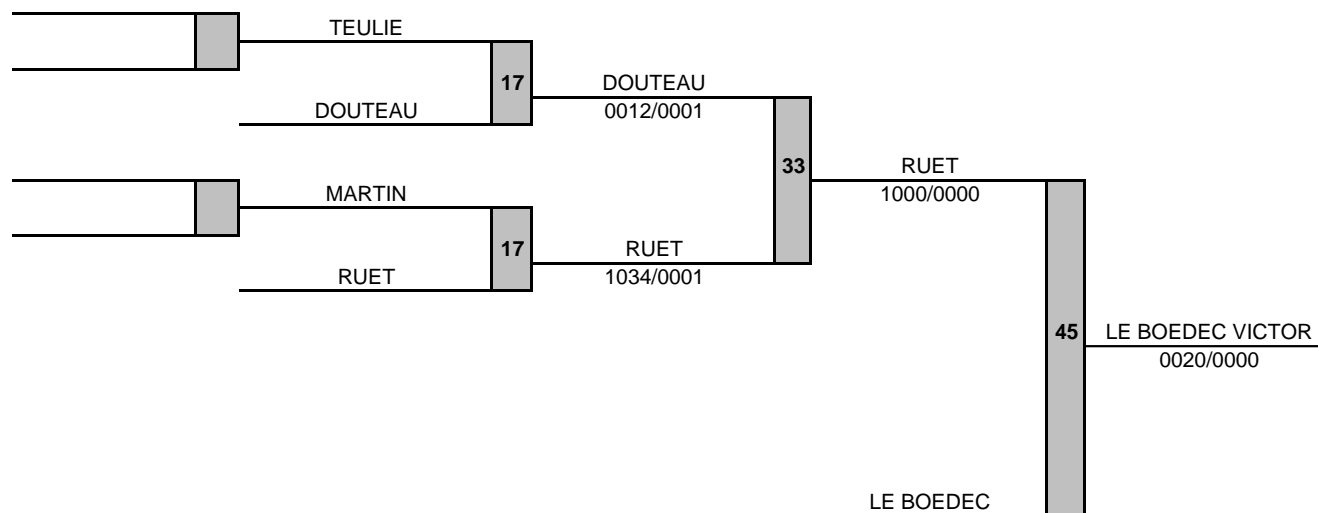 TEULIE
17
DOUTEAU
DOUTEAU
0012/0001
33
RUET
1000/0000
MARTIN
17
RUET
RUET
1034/0001
45
LE BOEDEC VICTOR
0020/0000
LE BOEDEC